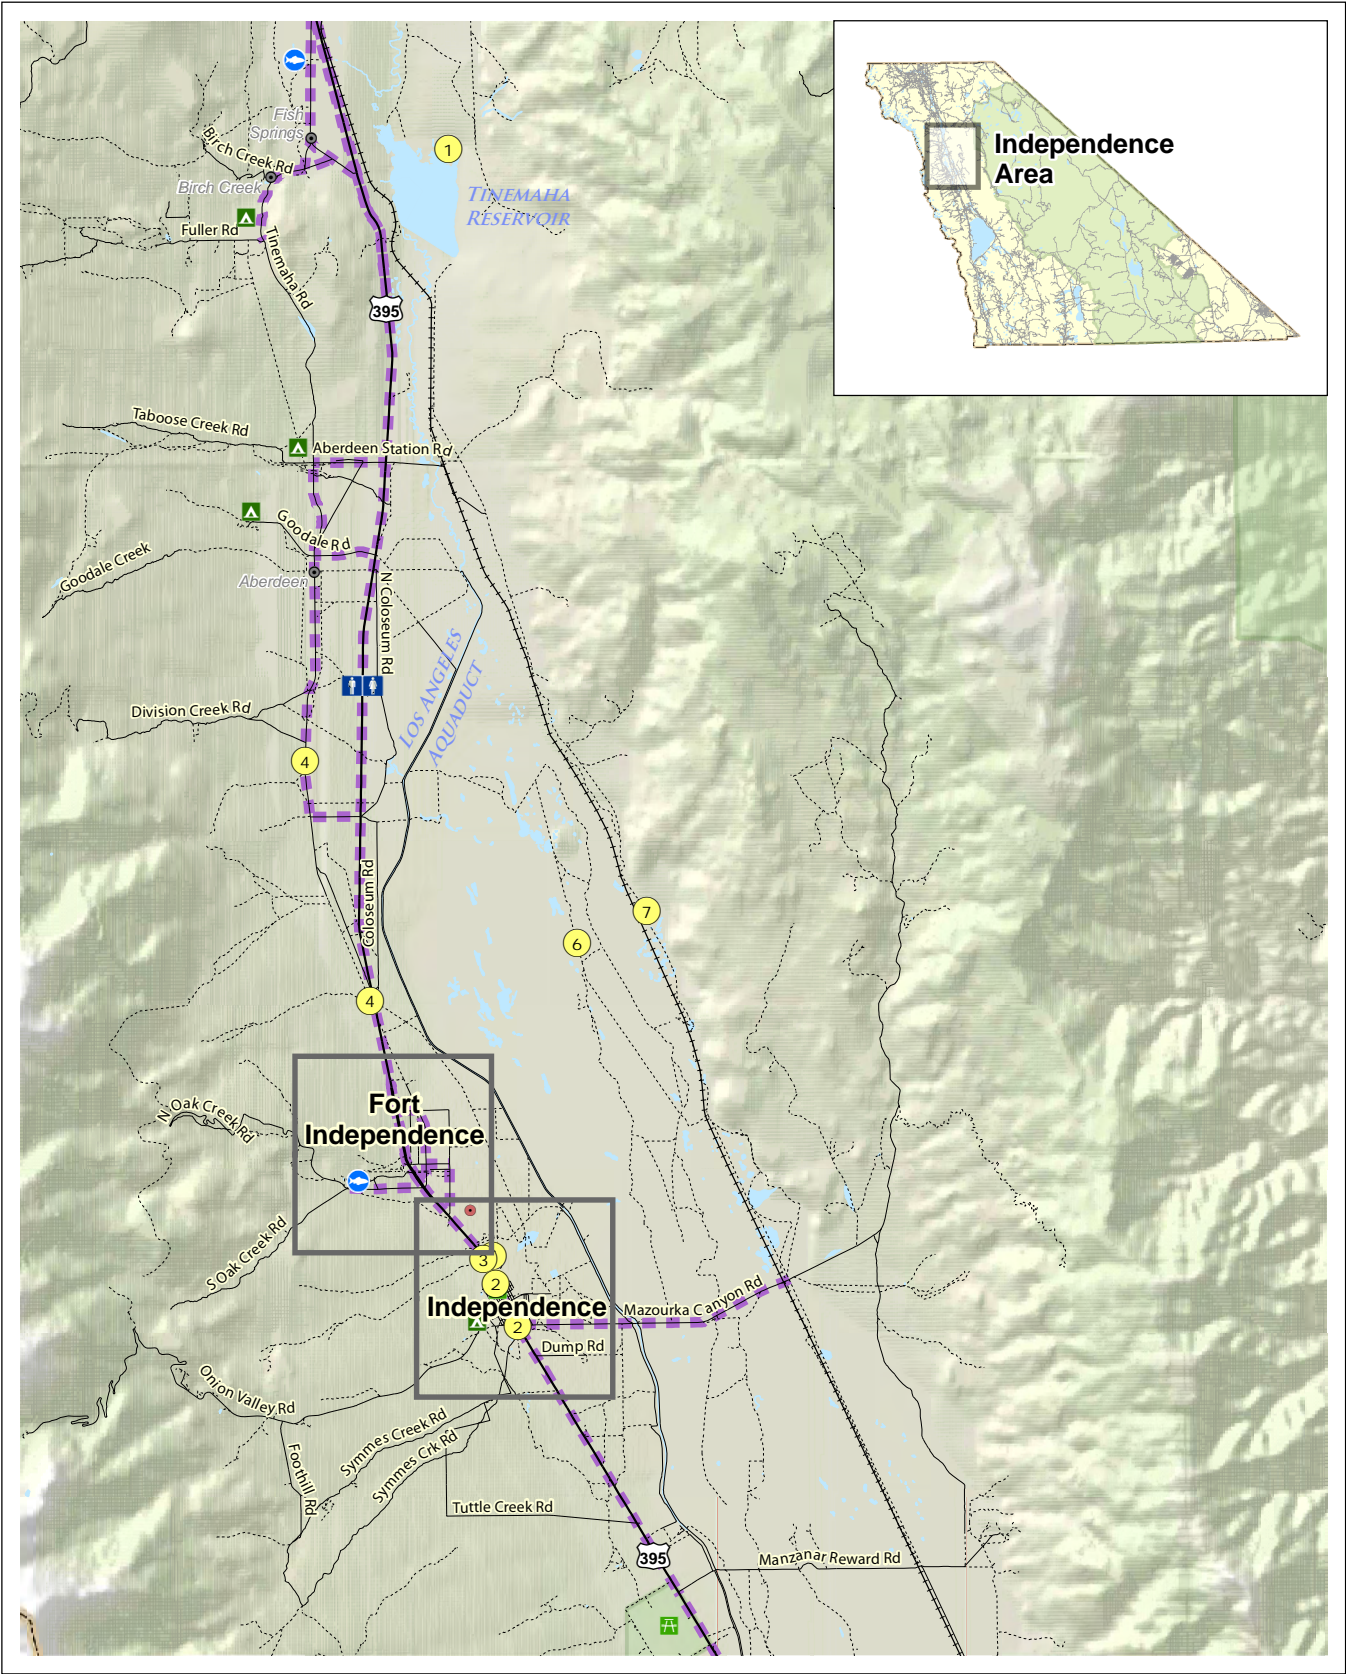 Fish
Springs
Birch Creek Rd
Birch Creek
Fuller Rd
Tinemaha Rd
1
TINEMAHA
RESERVOIR
Independence
Area
395
Taboose Creek Rd
Aberdeen Station Rd
Goodale Rd
Goodale Creek
Aberdeen
N Coloseum Rd
LOS ANGELES
AQUADUCT
Division Creek Rd
4
Coloseum Rd
7
6
4
Fort
Independence
N Oak Creek Rd
S Oak Creek Rd
3
2
Independence
2
Mazourka Canyon Rd
Dump Rd
Onion Valley Rd
Foothill Rd
Symmes Creek Rd
Symmes Crk Rd
Tuttle Creek Rd
395
Manzanar Reward Rd